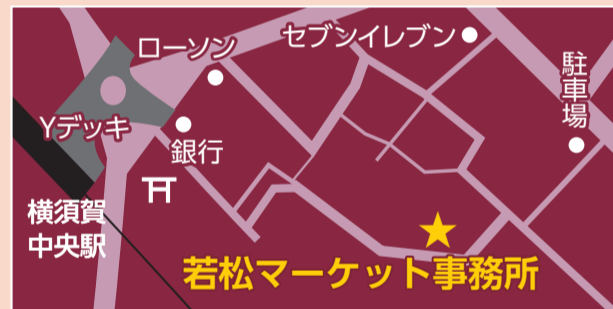 ローソン
セブンイレブン
駐車場
Yデッキ
銀行
横須賀
中央駅
若松マーケット事務所